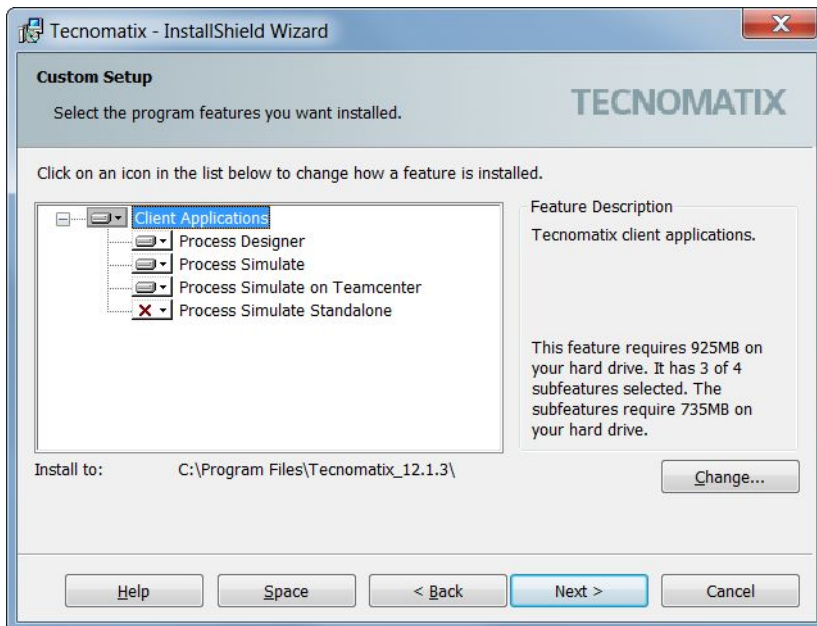 Tecnomatix - InstallShield Wizard
Custom Setup
Select the program features you want installed.
TECNOMATIX
Click on an icon in the list below to change how a feature is installed.
Client Applications
Process Designer
Process Simulate
Process Simulate on Teamcenter
Process Simulate Standalone
Feature Description
Tecnomatix client applications.
This feature requires 925MB on
your hard drive. It has 3 of 4
subfeatures selected. The
subfeatures require 735MB on
your hard drive.
Install to: C:\Program Files\Tecnomatix_12.1.3\
Change...
Help Space < Back Next > Cancel